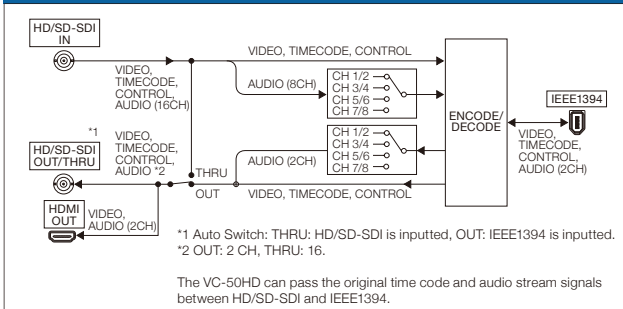 HD/SD-SDI
IN
VIDEO,
TIMECODE,
CONTROL,
AUDIO (16CH)
VIDEO, TIMECODE, CONTROL
AUDIO (8CH)
CH 1/2
CH 3/4
CH 5/6
CH 7/8
ENCODE/
DECODE
IEEE1394
VIDEO,
TIMECODE,
CONTROL,
AUDIO (2CH)
*1
HD/SD-SDI
OUT/THRU
VIDEO,
TIMECODE,
CONTROL,
AUDIO *2
THRU
OUT
AUDIO (2CH)
CH 1/2
CH 3/4
CH 5/6
CH 7/8
VIDEO, TIMECODE, CONTROL
HDMI
OUT
VIDEO,
AUDIO (2CH)
*1 Auto Switch: THRU: HD/SD-SDI is inputted, OUT: IEEE1394 is inputted.
*2 OUT: 2 CH, THRU: 16.
The VC-50HD can pass the original time code and audio stream signals
between HD/SD-SDI and IEEE1394.